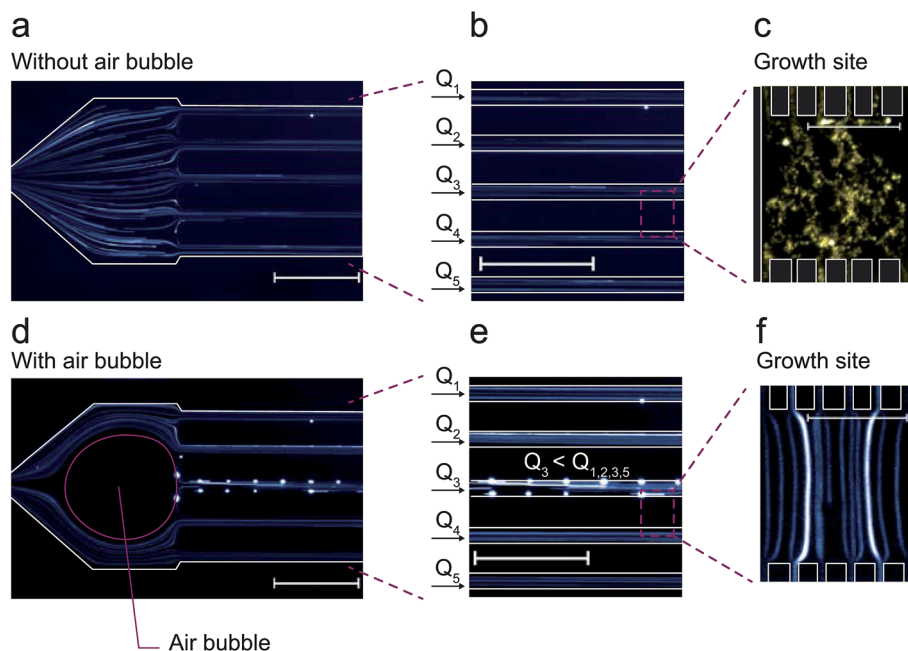 a
Without air bubble
b
Q1
Q2
Q3
Q4
Q5
c
Growth site
d
With air bubble
Air bubble
e
Q1
Q2
Q3
Q4
Q5
Q3 < Q1,2,3,5
f
Growth site